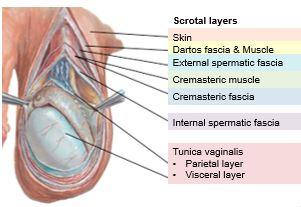 Scrotal layers
Skin
Dartos fascia & Muscle
External spermatic fascia
Cremasteric muscle
Cremasteric fascia
Internal spermatic fascia
Tunica vaginalis
• Parietal layer
• Visceral layer